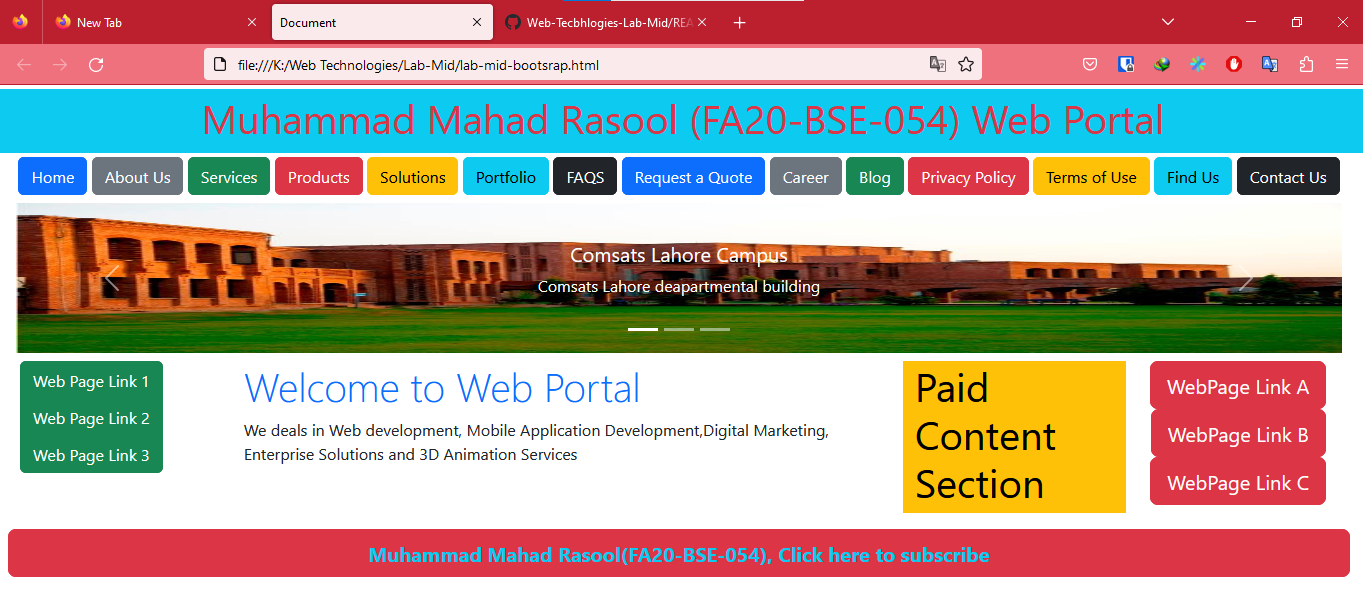 New Tab
Document
Web-Tecbhlogies-Lab-Mid/REA
file:///K:/Web Technologies/Lab-Mid/lab-mid-bootsrap.html
Muhammad Mahad Rasool (FA20-BSE-054) Web Portal
Home About Us Services Products Solutions Portfolio FAQS Request a Quote Career Blog Privacy Policy Terms of Use Find Us Contact Us
Comsats Lahore Campus
Comsats Lahore deapartmental building
Web Page Link 1
Web Page Link 2
Web Page Link 3
Welcome to Web Portal
We deals in Web development, Mobile Application Development,Digital Marketing,
Enterprise Solutions and 3D Animation Services
Paid
Content
Section
WebPage Link A
WebPage Link B
WebPage Link C
Muhammad Mahad Rasool(FA20-BSE-054), Click here to subscribe